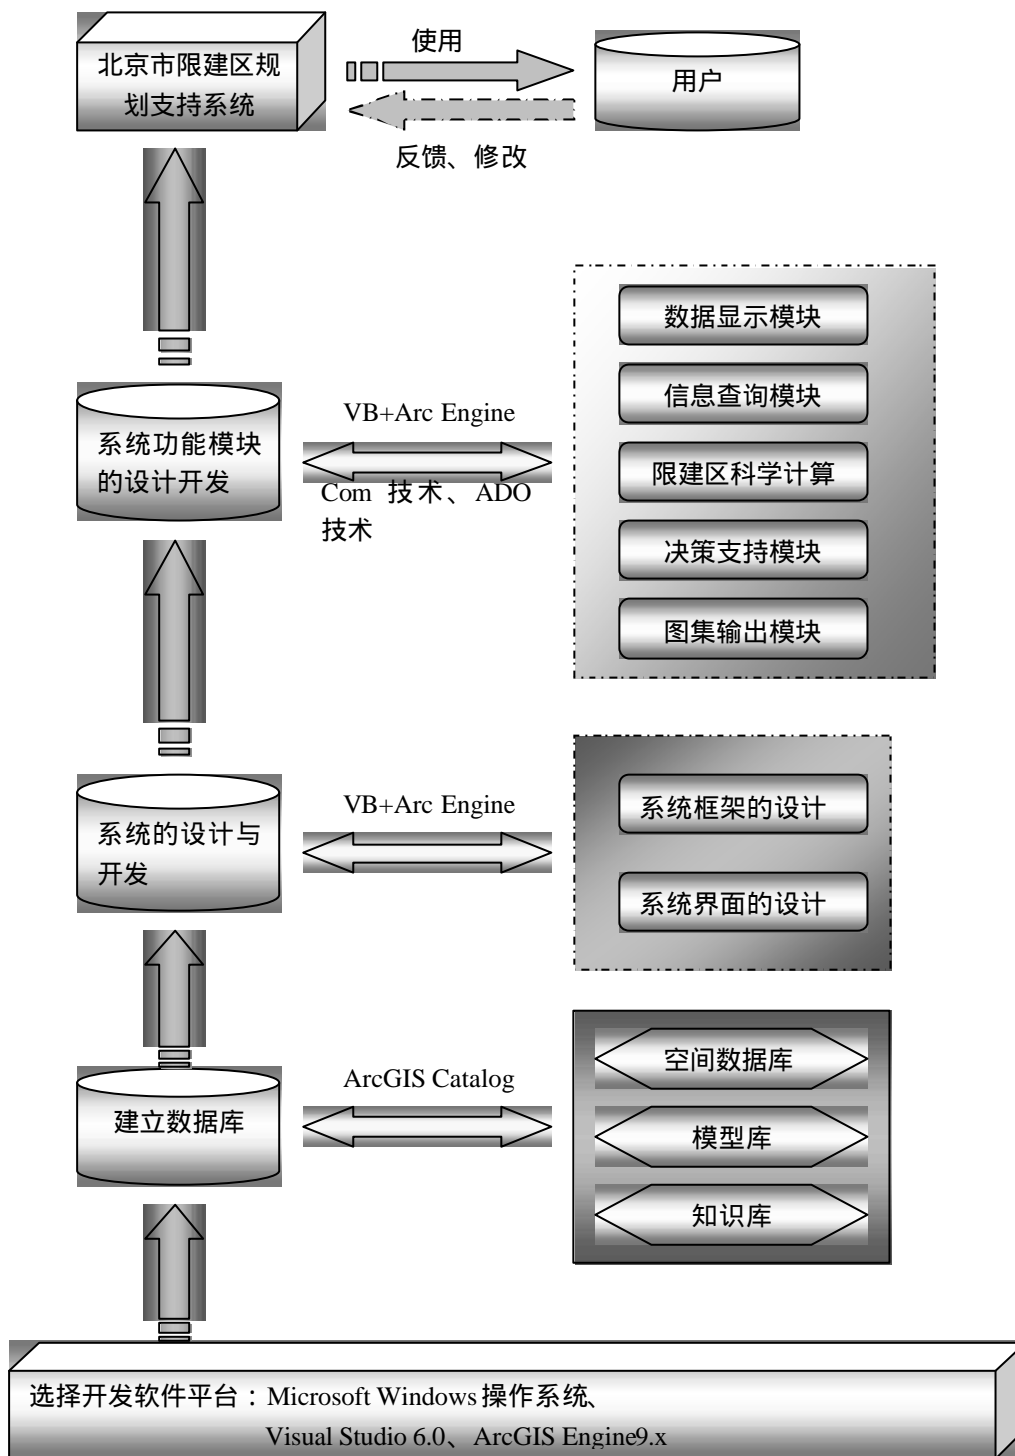 使用
北京市限建区规
划支持系统
用户
反馈、修改
数据显示模块
信息查询模块
VB+Arc Engine
系统功能模块
的设计开发
限建区科学计算
Com 技术、ADO
技术
决策支持模块
图集输出模块
系统框架的设计
VB+Arc Engine
系统的设计与
开发
系统界面的设计
空间数据库
ArcGIS Catalog
建立数据库
模型库
知识库
选择开发软件平台：Microsoft Windows 操作系统、
Visual Studio 6.0、ArcGIS Engine9.x